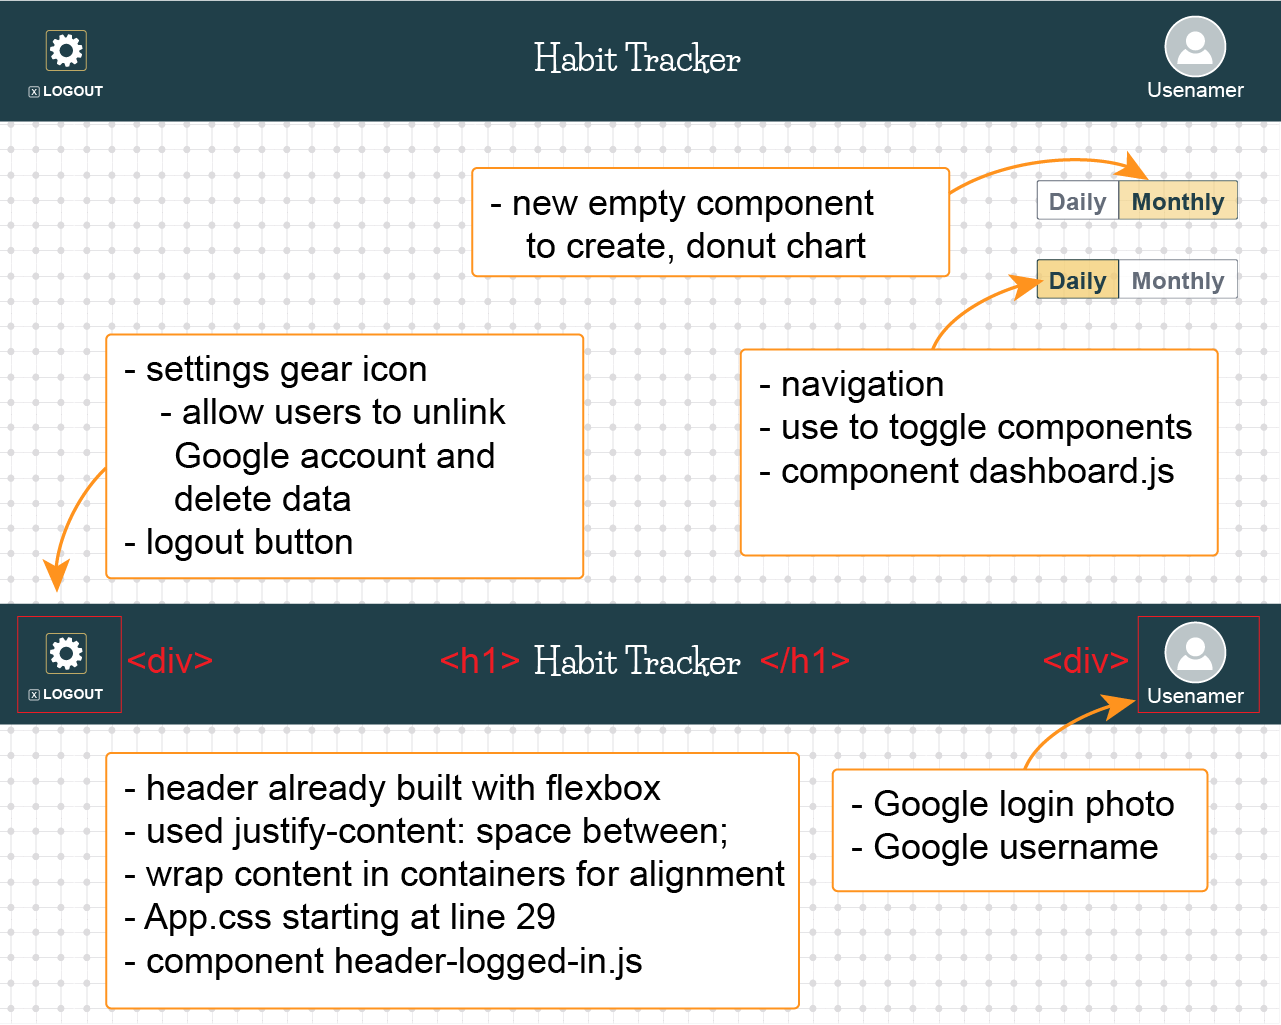 Habit Tracker
x LOGOUT
Usenamer
- new empty component
to create, donut chart
Daily Monthly
Daily Monthly
- settings gear icon
- allow users to unlink
Google account and
delete data
- logout button
- navigation
- use to toggle components
- component dashboard.js
<div> <h1> Habit Tracker </h1> <div>
x LOGOUT
Usenamer
- header already built with flexbox
- used justify-content: space between;
- wrap content in containers for alignment
- App.css starting at line 29
- component header-logged-in.js
- Google login photo
- Google username